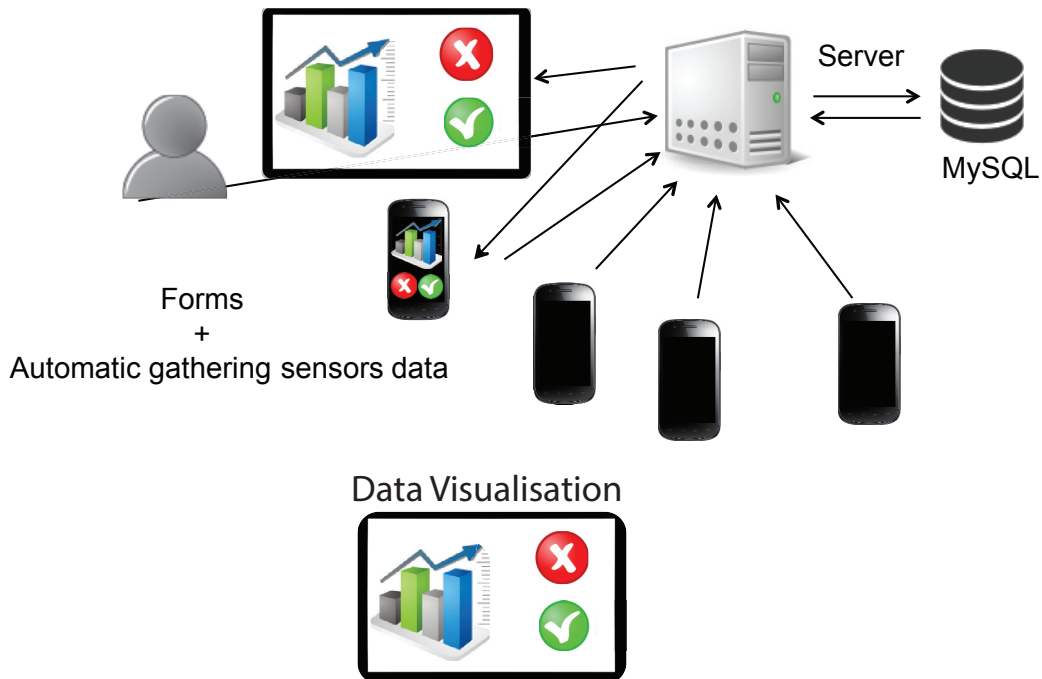 Server
MySQL
Forms
+
Automatic gathering sensors data
Data Visualisation